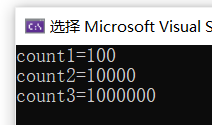 选择 Microsoft Visual S
count1=100
count2=10000
count3=1000000